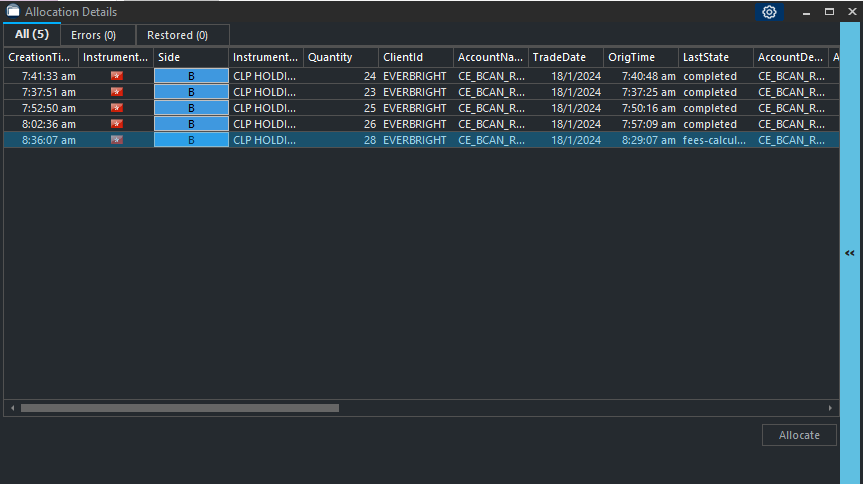 Allocation Details
All (5) Errors (0) Restored (0)
CreationTi... Instrument... Side Instrument... Quantity ClientId AccountNa... TradeDate OrigTime LastState AccountDe... A
7:41:33 am B CLP HOLDI... 24 EVERBRIGHT CE_BCAN_R... 18/1/2024 7:40:48 am completed CE_BCAN_R...
7:37:51 am B CLP HOLDI... 23 EVERBRIGHT CE_BCAN_R... 18/1/2024 7:37:25 am completed CE_BCAN_R...
7:52:50 am B CLP HOLDI... 25 EVERBRIGHT CE_BCAN_R... 18/1/2024 7:50:16 am completed CE_BCAN_R...
8:02:36 am B CLP HOLDI... 26 EVERBRIGHT CE_BCAN_R... 18/1/2024 7:57:09 am completed CE_BCAN_R...
8:36:07 am B CLP HOLDI... 28 EVERBRIGHT CE_BCAN_R... 18/1/2024 8:29:07 am fees-calcul... CE_BCAN_R...
Allocate